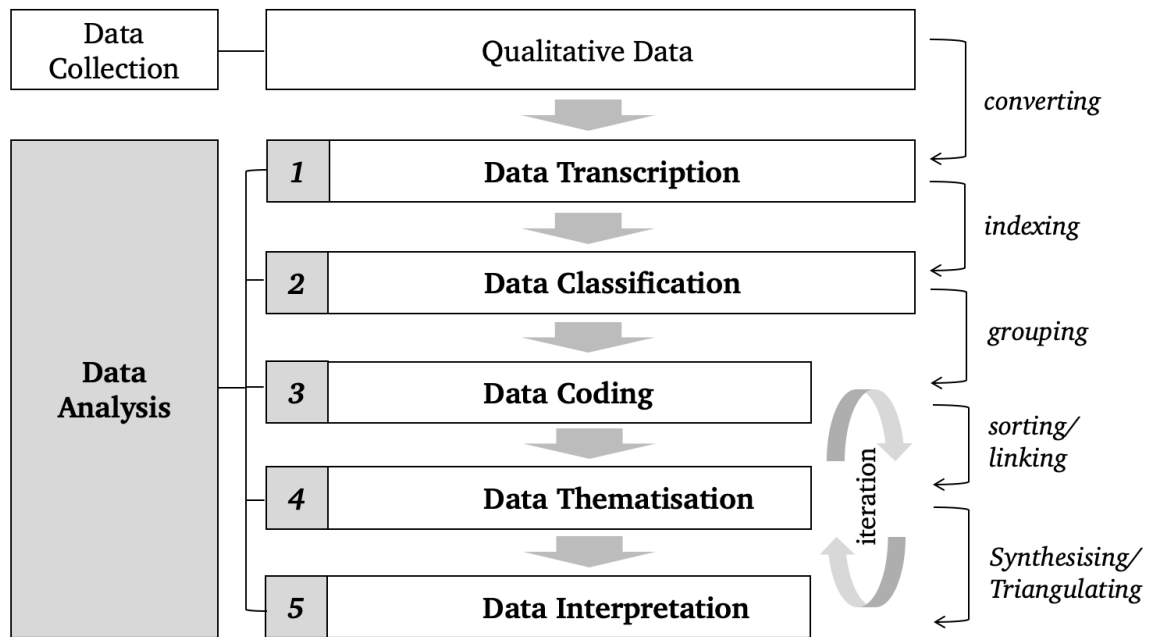 Data
Collection
Qualitative Data
converting
1
Data Transcription
indexing
2
Data Classification
grouping
Data
Analysis
3
Data Coding
sorting/
linking
4
Data Thematisation
iteration
Synthesising/
Triangulating
5
Data Interpretation